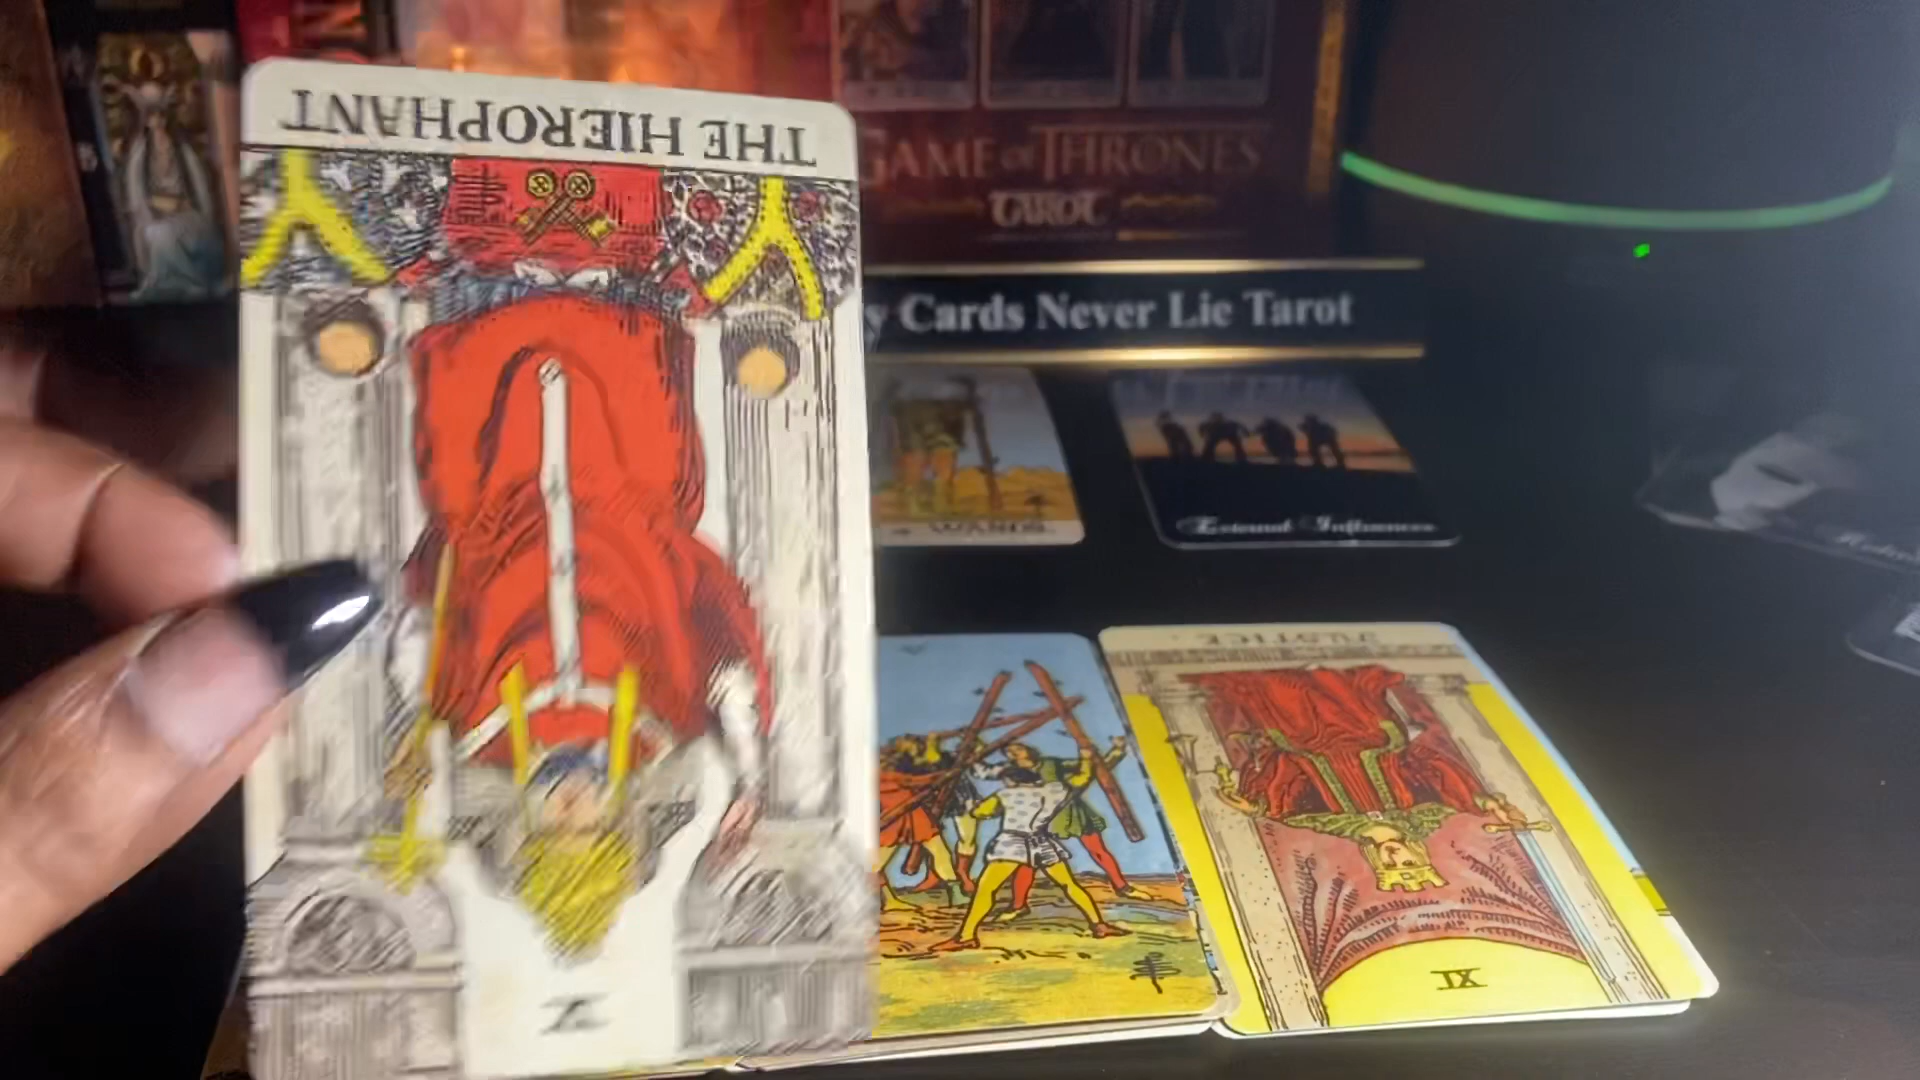 THE HIEROPHANT
GAME OF THRONES
TAROT
Cards Never Lie Tarot
WANDS.
External Influences
V
JUSTICE
XI